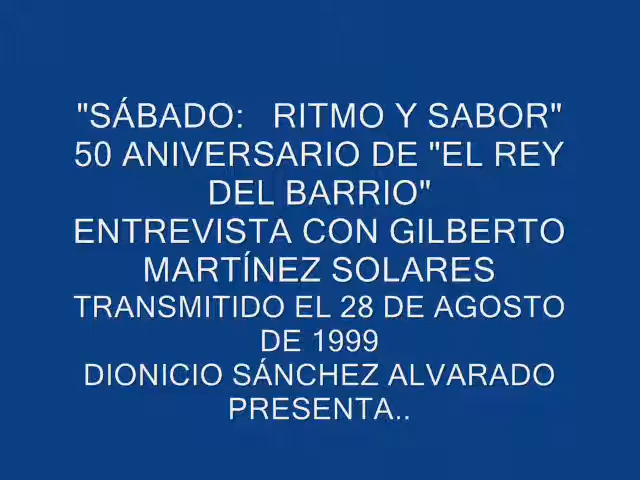 "SÁBADO:   RITMO Y SABOR"
50 ANIVERSARIO DE "EL REY
DEL BARRIO"
ENTREVISTA CON GILBERTO
MARTÍNEZ SOLARES
TRANSMITIDO EL 28 DE AGOSTO
DE 1999
DIONICIO SÁNCHEZ ALVARADO
PRESENTA..